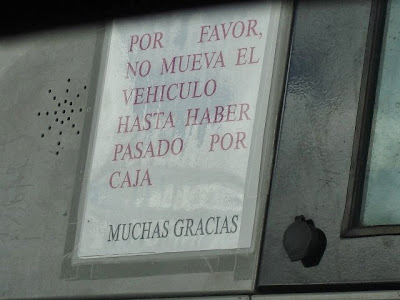 POR FAVOR,
NO MUEVA EL
VEHICULO
HASTA HABER
PASADO POR
CAJA
MUCHAS GRACIAS